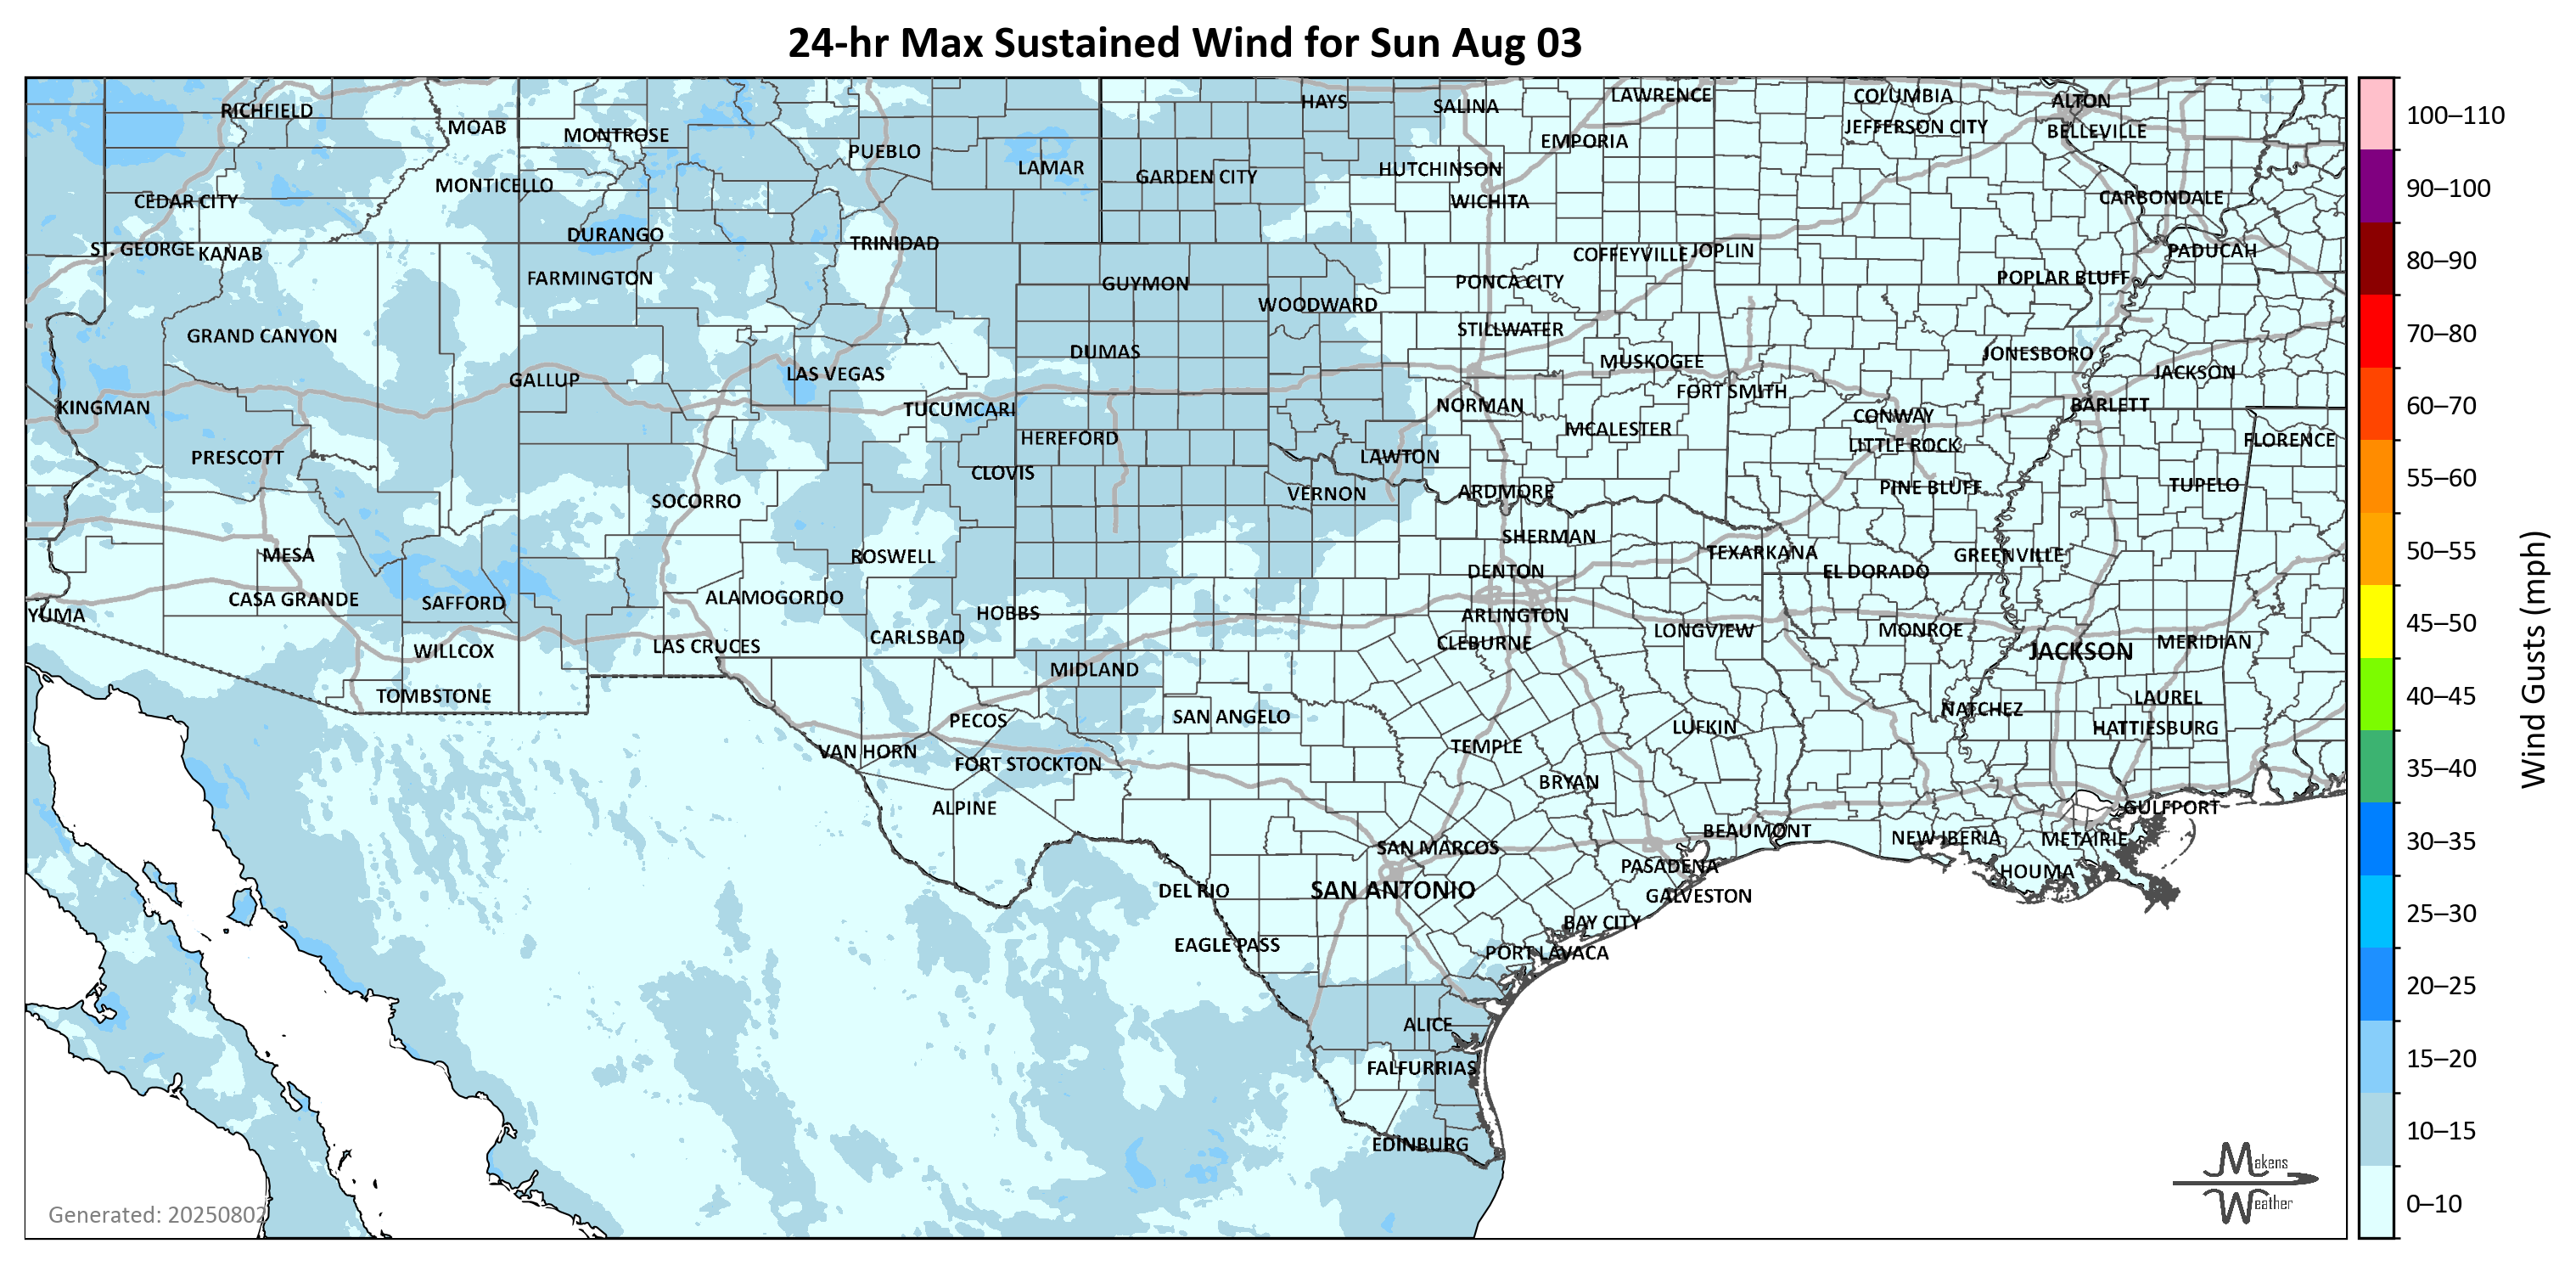 24-hr Max Sustained Wind for Sun Aug 03
RICHFIELD
MOAB
MONTROSE
PUEBLO
LAMAR
HAYS
SALINA
LAWRENCE
COLUMBIA
ALTON
EMPORIA
JEFFERSON CITY
BELLEVILLE
MONTICELLO
GARDEN CITY
HUTCHINSON
CEDAR CITY
WICHITA
CARBONDALE
ST. GEORGE
KANAB
DURANGO
TRINIDAD
COFFEYVILLE
JOPLIN
PADUCAH
FARMINGTON
GUYMON
PONCA CITY
POPLAR BLUFF
WOODWARD
GRAND CANYON
STILLWATER
DUMAS
MUSKOGEE
JONESBORO
GALLUP
LAS VEGAS
FORT SMITH
JACKSON
KINGMAN
TUCUMCARI
NORMAN
CONWAY
BARLETT
HEREFORD
MCALESTER
LITTLE ROCK
FLORENCE
PRESCOTT
CLOVIS
LAWTON
SOCORRO
VERNON
ARDMORE
PINE BLUFF
TUPELO
MESA
ROSWELL
SHERMAN
TEXARKANA
GREENVILLE
DENTON
EL DORADO
CASA GRANDE
SAFFORD
ALAMOGORDO
YUMA
HOBBS
ARLINGTON
CARLSBAD
CLEBURNE
LONGVIEW
MONROE
WILLCOX
LAS CRUCES
JACKSON
MERIDIAN
MIDLAND
TOMBSTONE
PECOS
SAN ANGELO
NATCHEZ
LAUREL
VAN HORN
TEMPLE
LUFKIN
HATTIESBURG
FORT STOCKTON
BRYAN
ALPINE
GULFPORT
BEAUMONT
NEW IBERIA
METAIRIE
SAN MARCOS
PASADENA
HOUMA
DEL RIO
SAN ANTONIO
GALVESTON
BAY CITY
EAGLE PASS
PORT LAVACA
ALICE
FALFURRIAS
EDINBURG
Generated: 20250802
Makens
Weather
100–110
90–100
80–90
70–80
60–70
55–60
50–55
45–50
40–45
35–40
30–35
25–30
20–25
15–20
10–15
0–10
Wind Gusts (mph)